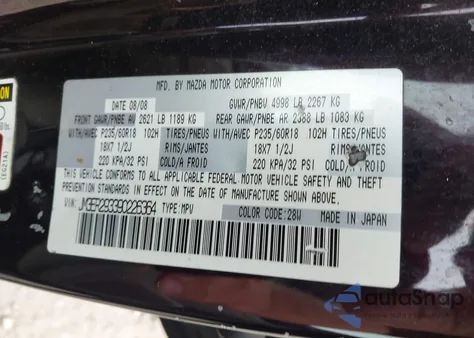 MFD. BY MAZDA MOTOR CORPORATION
DATE 08/08 GVWR/PNBV 4998 LB 2267 KG
FRONT GAWR/PNBE AV 2621 LB 1189 KG REAR GAWR/PNBE AR 2388 LB 1083 KG
WITH/AVEC P235/60R18 102H TIRES/PNEUS WITH/AVEC P235/60R18 102H TIRES/PNEUS
18X7 1/2J RIMS/JANTES 18X7 1/2J RIMS/JANTES
220 KPA/32 PSI COLD/A FROID 220 KPA/32 PSI COLD/A FROID
THIS VEHICLE CONFORMS TO ALL APPLICABLE FEDERAL MOTOR VEHICLE SAFETY AND THEFT
PREVENTION STANDARDS IN EFFECT ON THE DATE OF MANUFACTURE SHOWN ABOVE.
VIN: TYPE: MPV COLOR CODE: 28W MADE IN JAPAN
(EG21A)
autoSnap